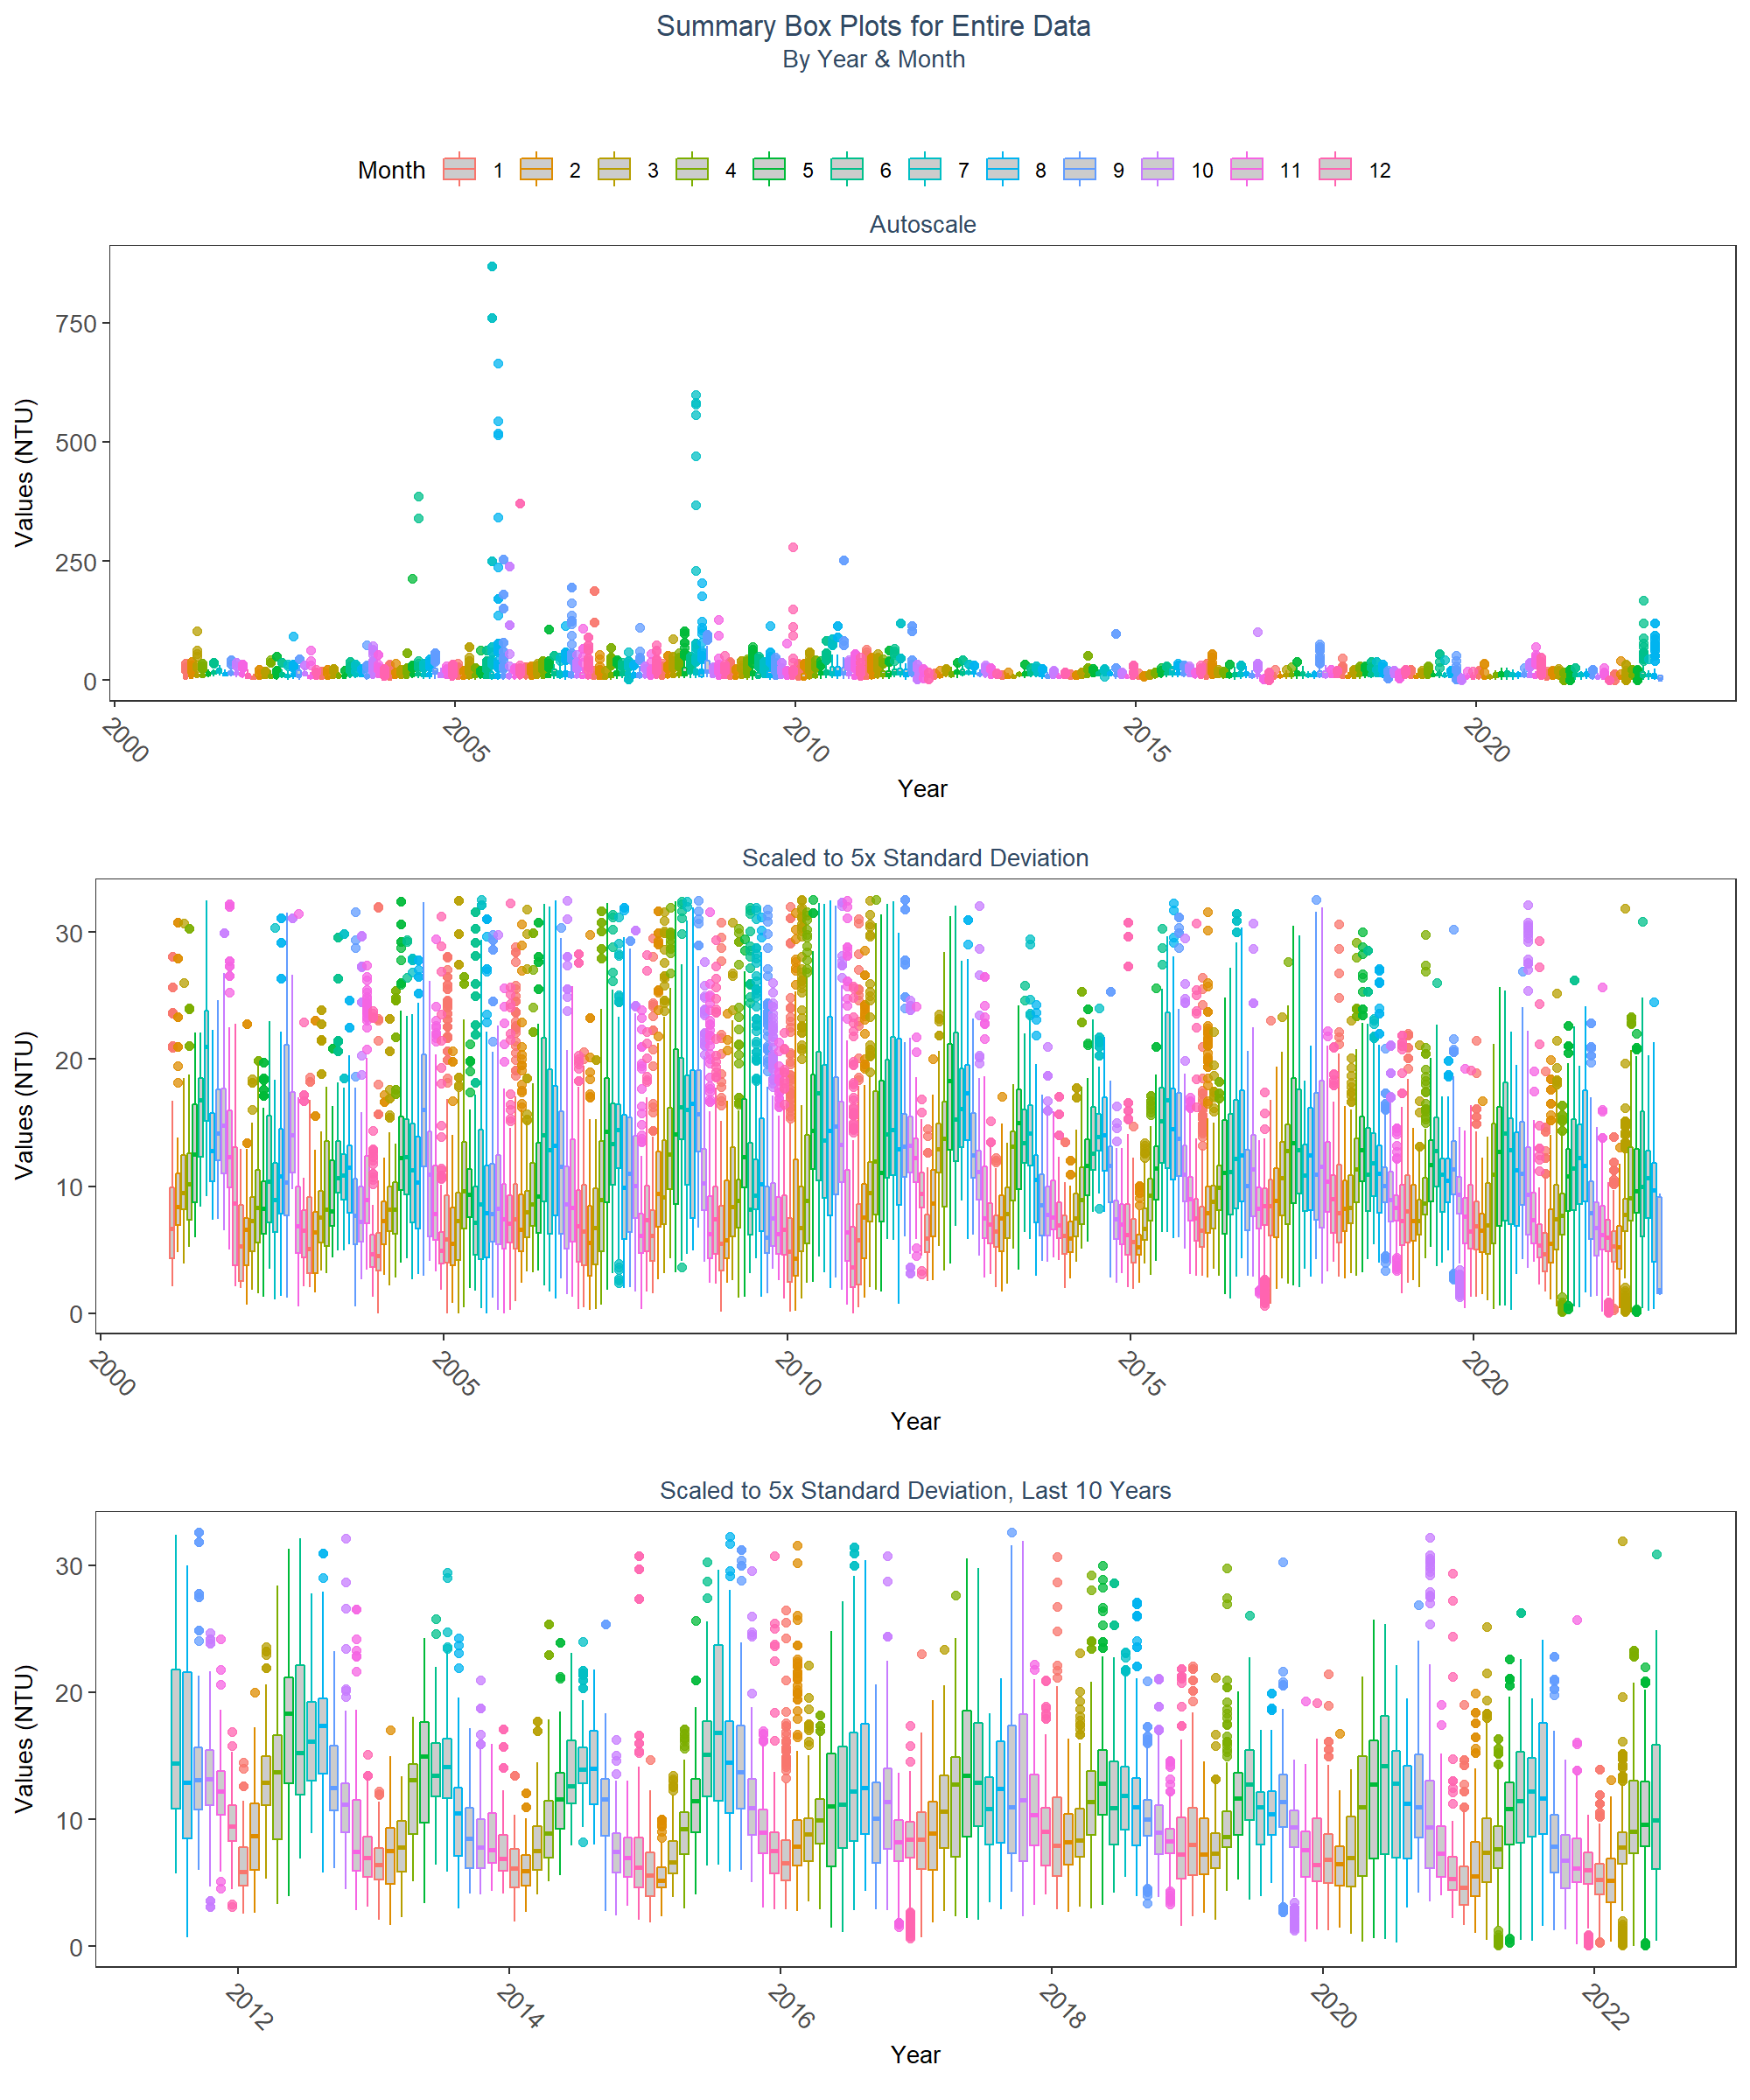 Summary Box Plots for Entire Data
By Year & Month
Month 1 2 3 4 5 6 7 8 9 10 11 12
Autoscale
Values (NTU)
750
500
250
0
2000 2005 2010 2015 2020
Year
Scaled to 5x Standard Deviation
Values (NTU)
30
20
10
0
2000 2005 2010 2015 2020
Year
Scaled to 5x Standard Deviation, Last 10 Years
Values (NTU)
30
20
10
0
2012 2014 2016 2018 2020 2022
Year